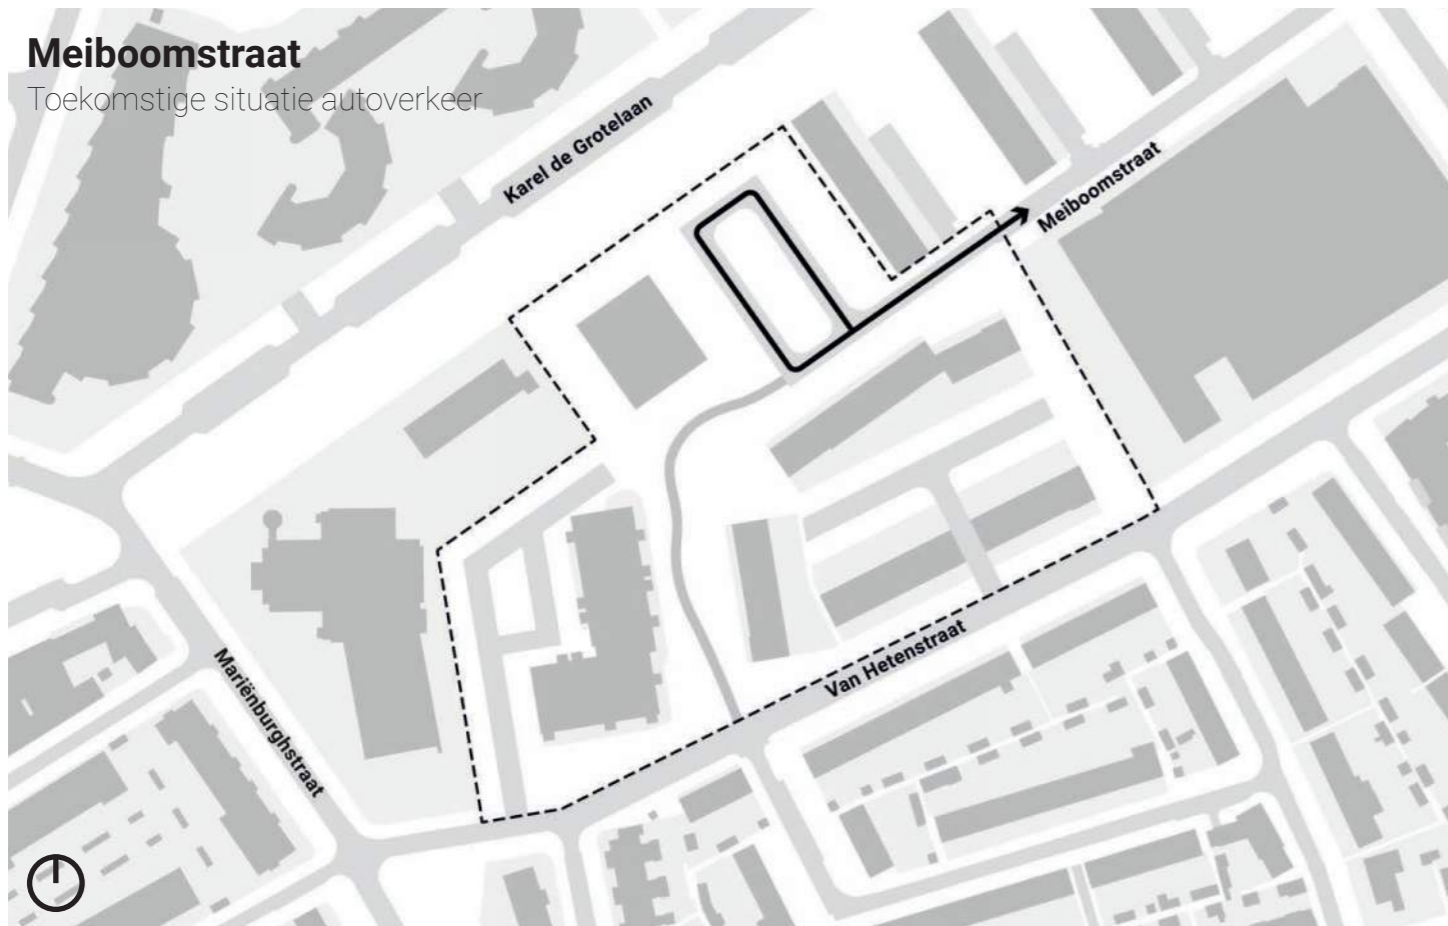 Meiboomstraat
Toekomstige situatie autoverkeer
Karel de Grotelaan
Meiboomstraat
Van Hetenstraat
Mariënburghstraat